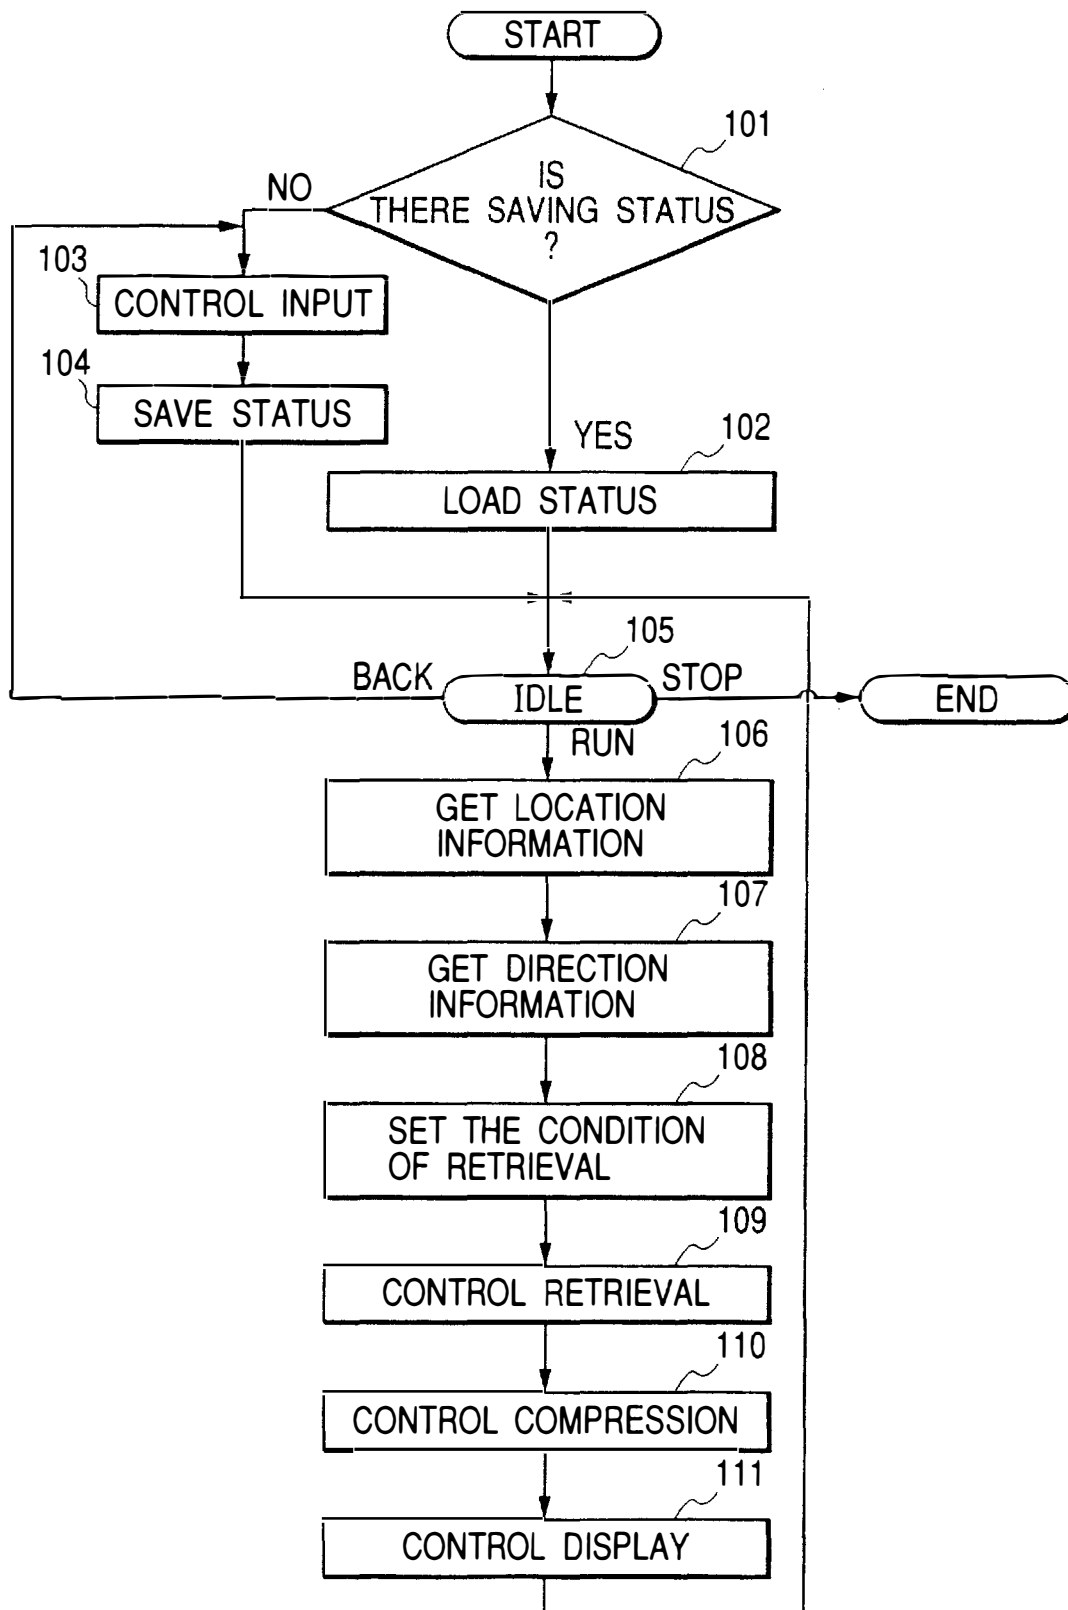 START
101
IS
THERE SAVING STATUS
?
NO
103
CONTROL INPUT
104
SAVE STATUS
YES
102
LOAD STATUS
105
BACK
IDLE
STOP
END
RUN
106
GET LOCATION
INFORMATION
107
GET DIRECTION
INFORMATION
108
SET THE CONDITION
OF RETRIEVAL
109
CONTROL RETRIEVAL
110
CONTROL COMPRESSION
111
CONTROL DISPLAY